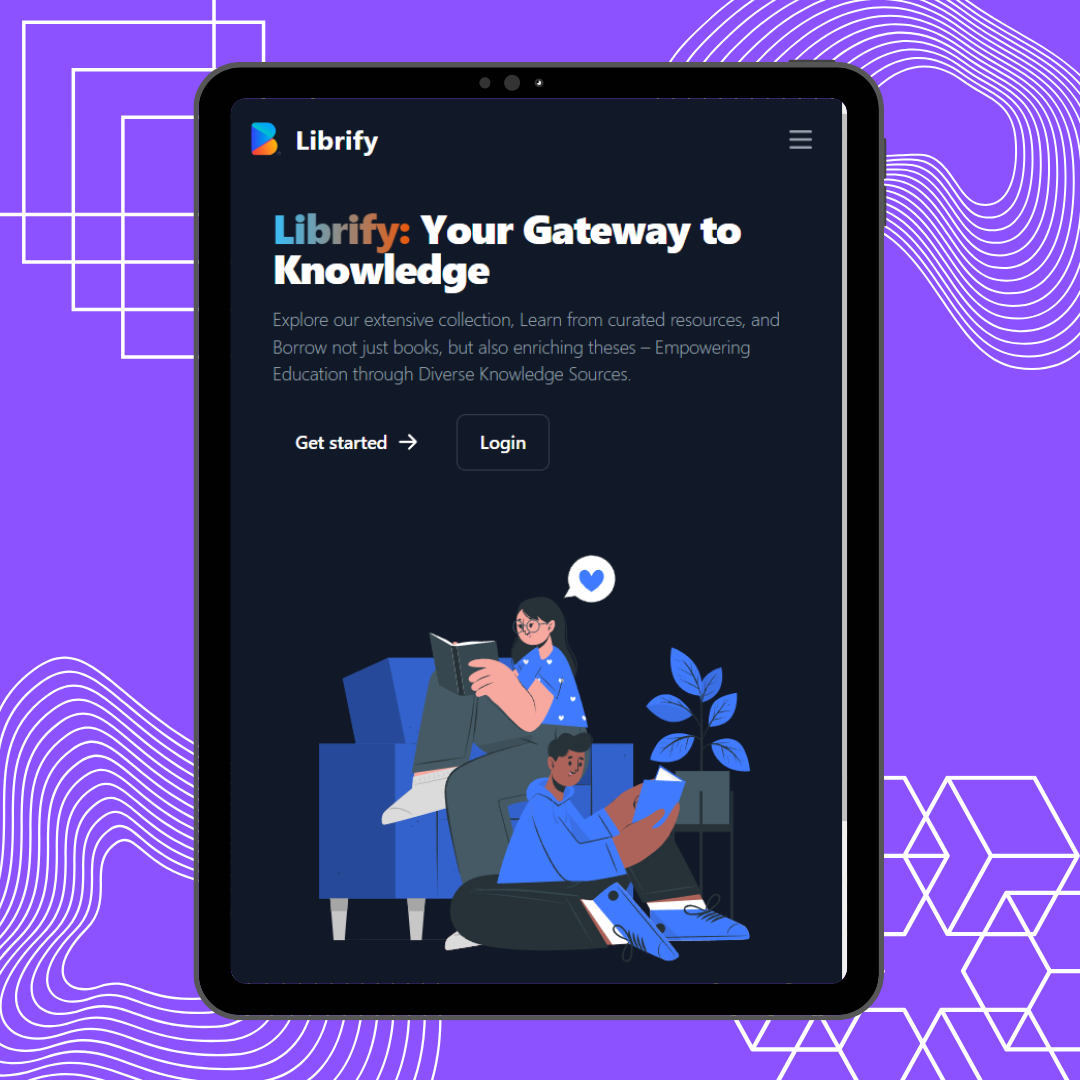 Librify
Librify: Your Gateway to
Knowledge
Explore our extensive collection, Learn from curated resources, and
Borrow not just books, but also enriching theses – Empowering
Education through Diverse Knowledge Sources.
Get started → Login